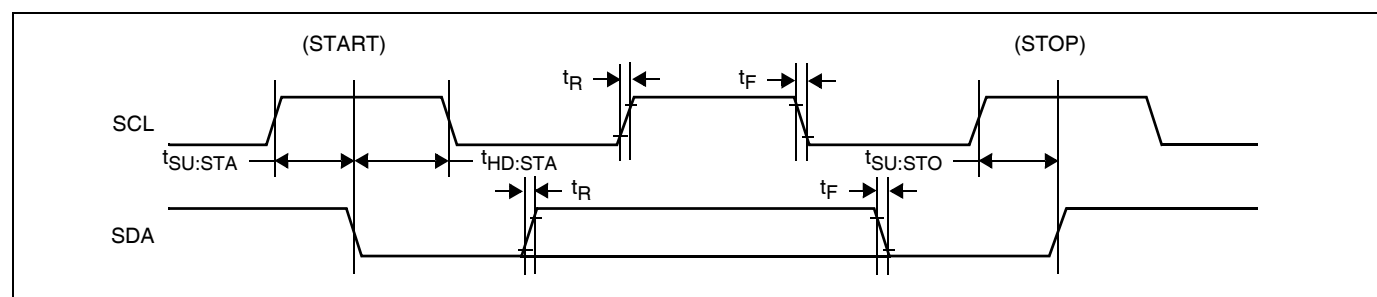 (START) (STOP)
tR tF
SCL
tSU:STA tHD:STA tSU:STO
tR tF
SDA